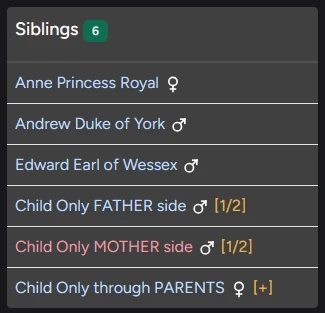 Siblings 6
Anne Princess Royal ♀
Andrew Duke of York ♂
Edward Earl of Wessex ♂
Child Only FATHER side ♂ [1/2]
Child Only MOTHER side ♂ [1/2]
Child Only through PARENTS ♀ [+]